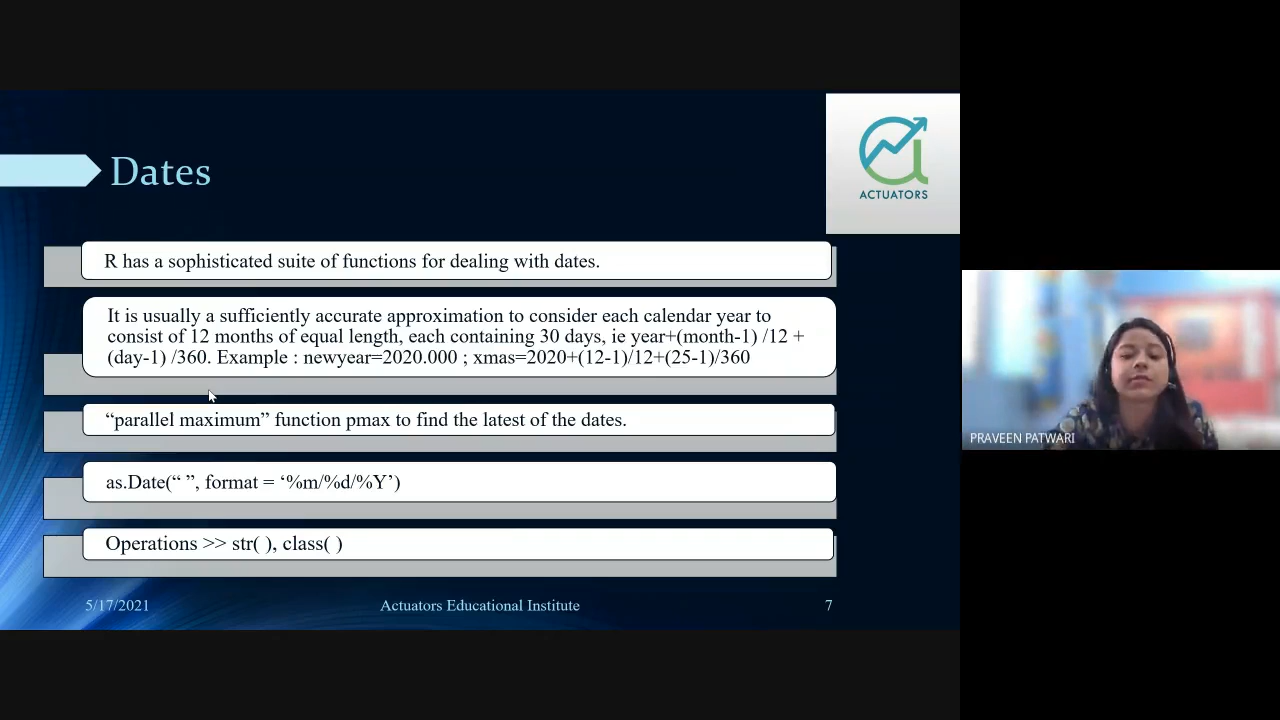 Dates
ACTUATORS
R has a sophisticated suite of functions for dealing with dates.
It is usually a sufficiently accurate approximation to consider each calendar year to
consist of 12 months of equal length, each containing 30 days, ie year+(month-1) /12 +
(day-1) /360. Example : newyear=2020.000 ; xmas=2020+(12-1)/12+(25-1)/360
“parallel maximum” function pmax to find the latest of the dates.
as.Date(“ ”, format = ‘%m/%d/%Y’)
Operations >> str( ), class( )
5/17/2021
Actuators Educational Institute
7
PRAVEEN PATWARI